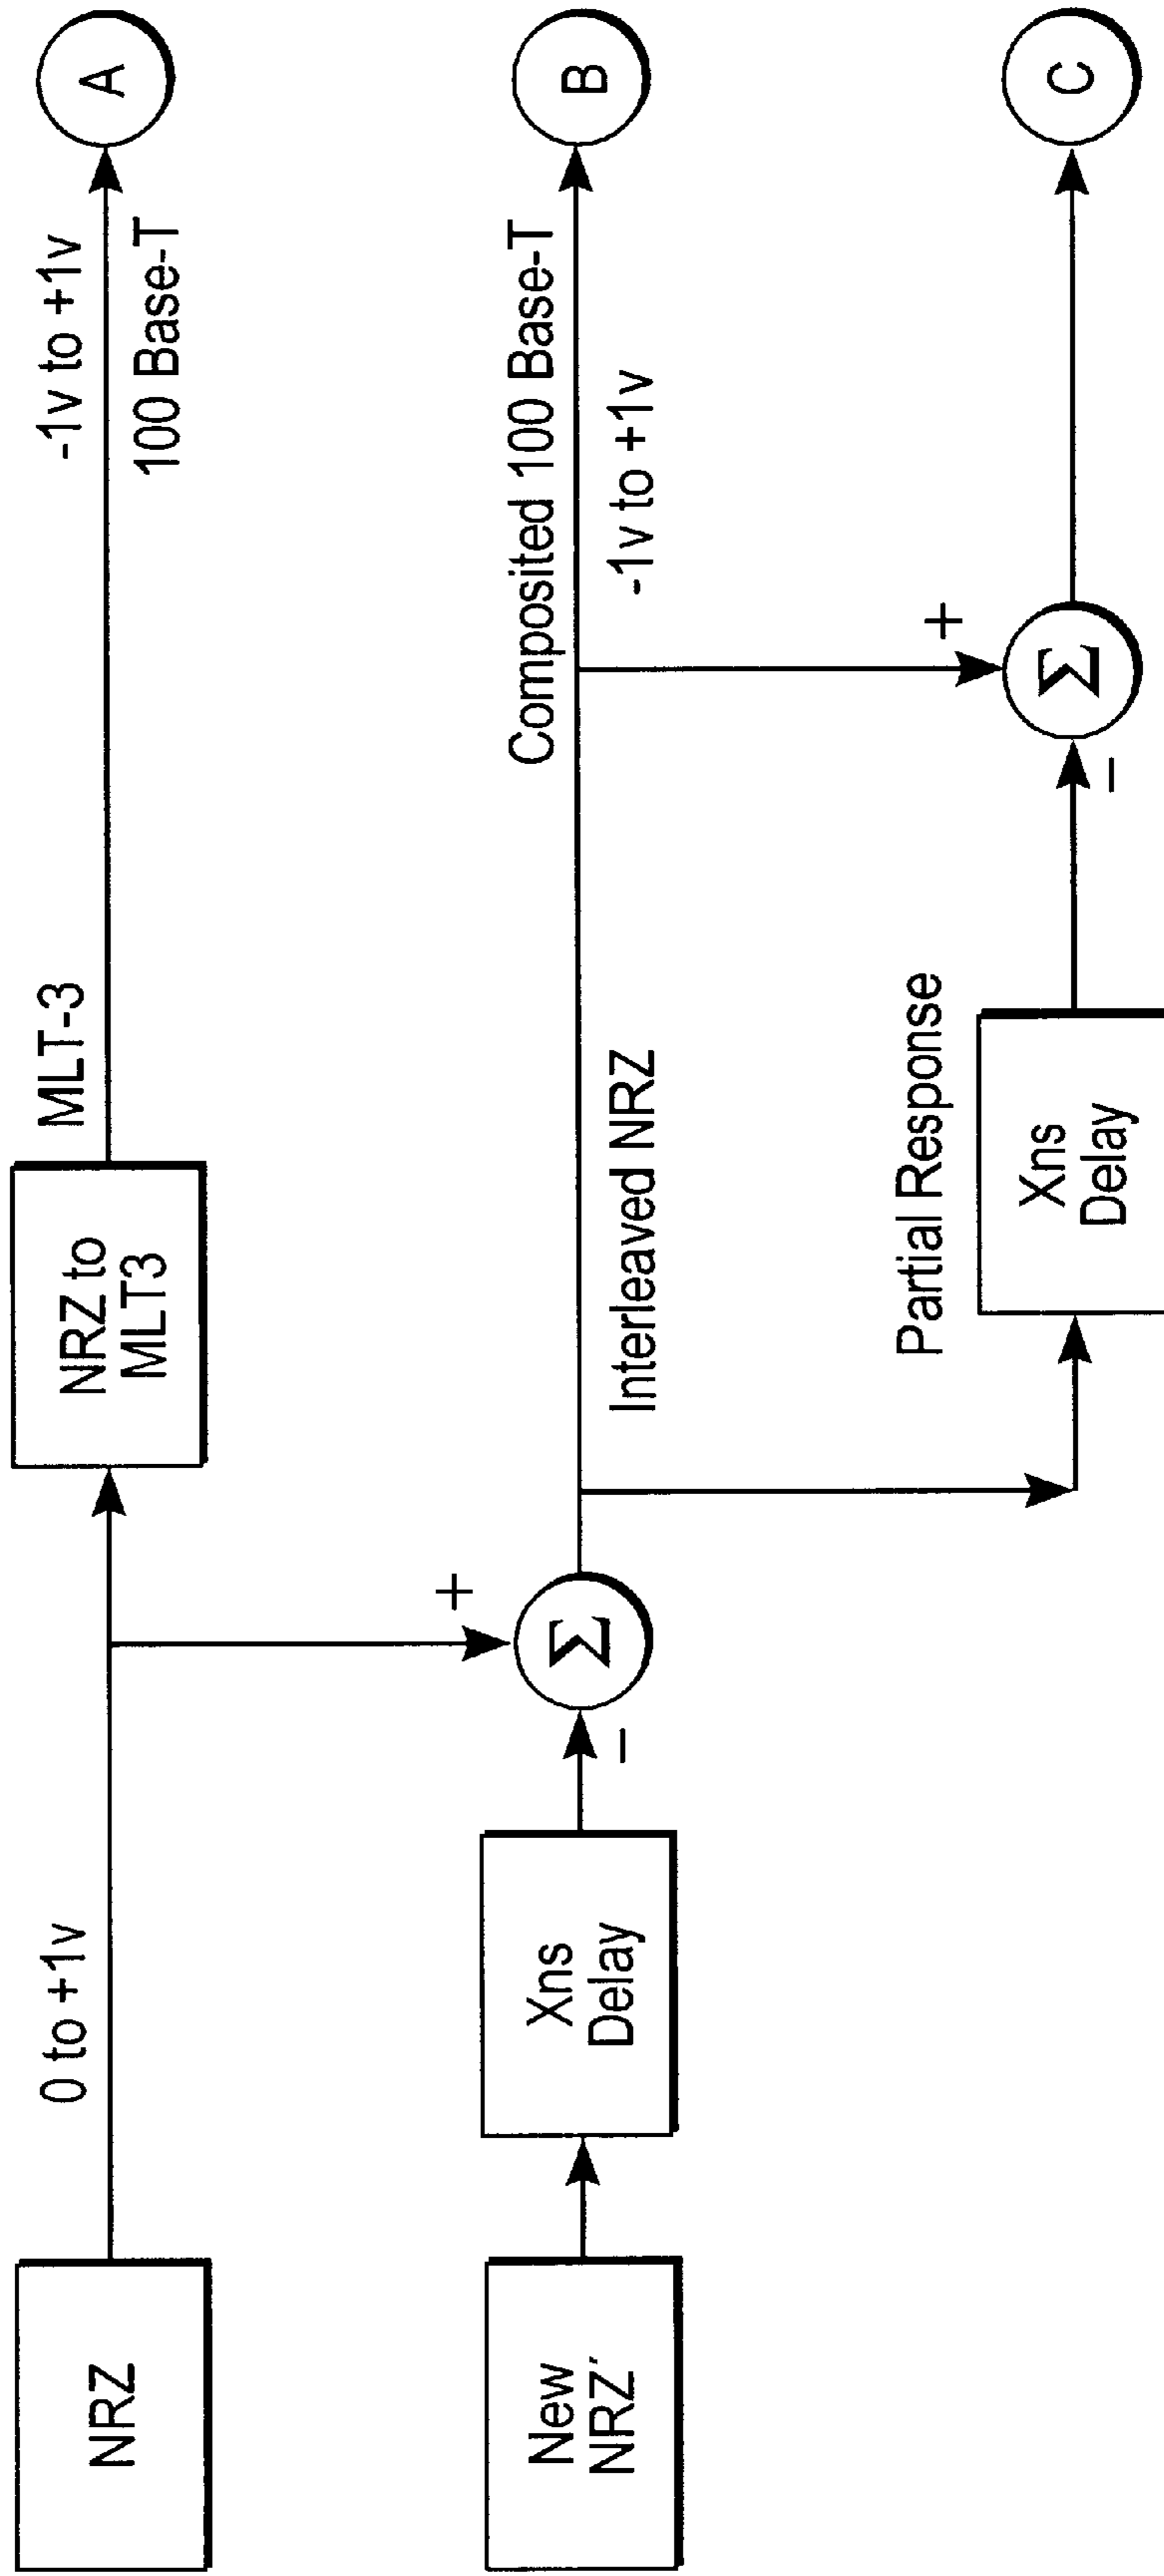 NRZ
0 to +1v
NRZ to
MLT3
MLT-3
-1v to +1v
100 Base-T
A
New
NRZ´
Xns
Delay
−
+
Σ
Interleaved NRZ
Composited 100 Base-T
-1v to +1v
B
Partial Response
Xns
Delay
−
+
Σ
C